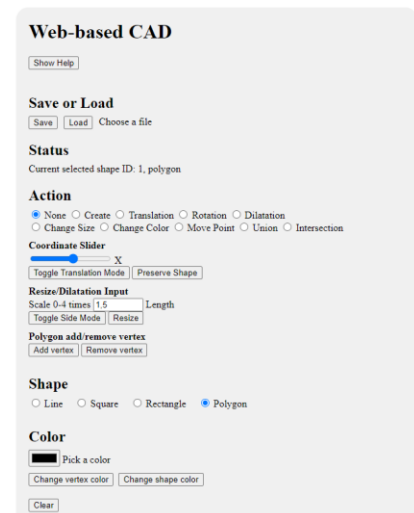 Web-based CAD
Show Help
Save or Load
Save Load Choose a file
Status
Current selected shape ID: 1, polygon
Action
None Create Translation Rotation Dilatation
Change Size Change Color Move Point Union Intersection
Coordinate Slider
X
Toggle Translation Mode Preserve Shape
Resize/Dilatation Input
Scale 0-4 times 1,5 Length
Toggle Side Mode Resize
Polygon add/remove vertex
Add vertex Remove vertex
Shape
Line Square Rectangle Polygon
Color
Pick a color
Change vertex color Change shape color
Clear